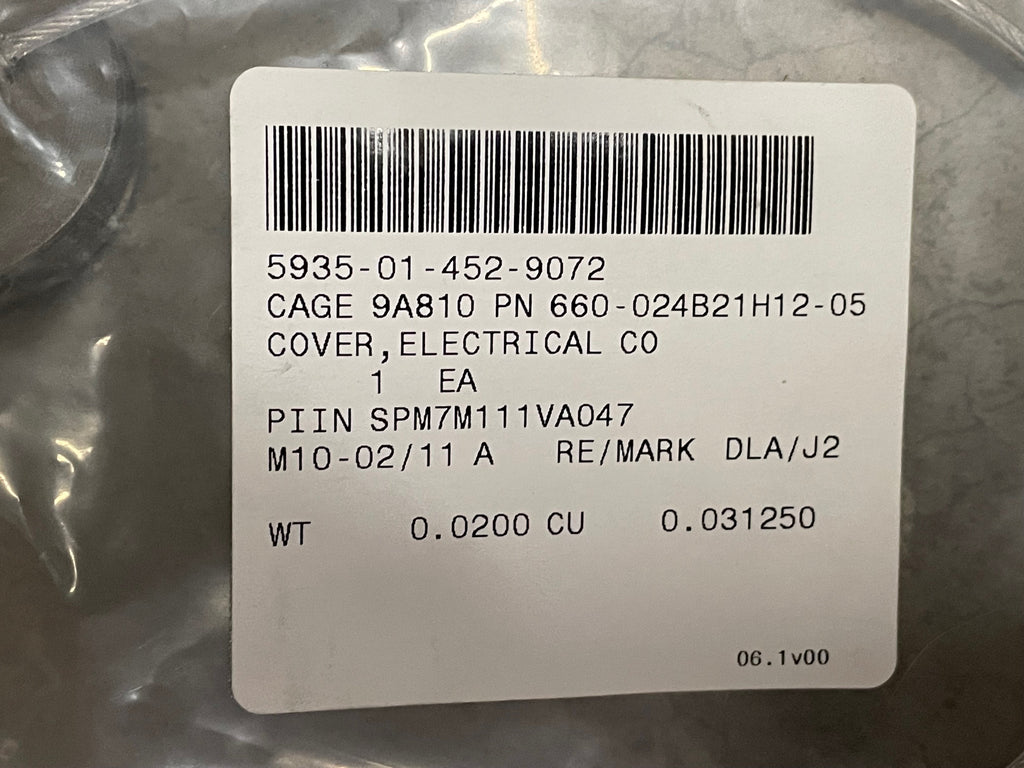 5935-01-452-9072
CAGE 9A810 PN 660-024B21H12-05
COVER,ELECTRICAL CO
1 EA
PIIN SPM7M111VA047
M10-02/11 A RE/MARK DLA/J2
WT 0.0200 CU 0.031250
06.1v00